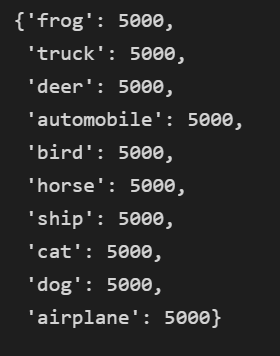 {'frog': 5000,
'truck': 5000,
'deer': 5000,
'automobile': 5000,
'bird': 5000,
'horse': 5000,
'ship': 5000,
'cat': 5000,
'dog': 5000,
'airplane': 5000}